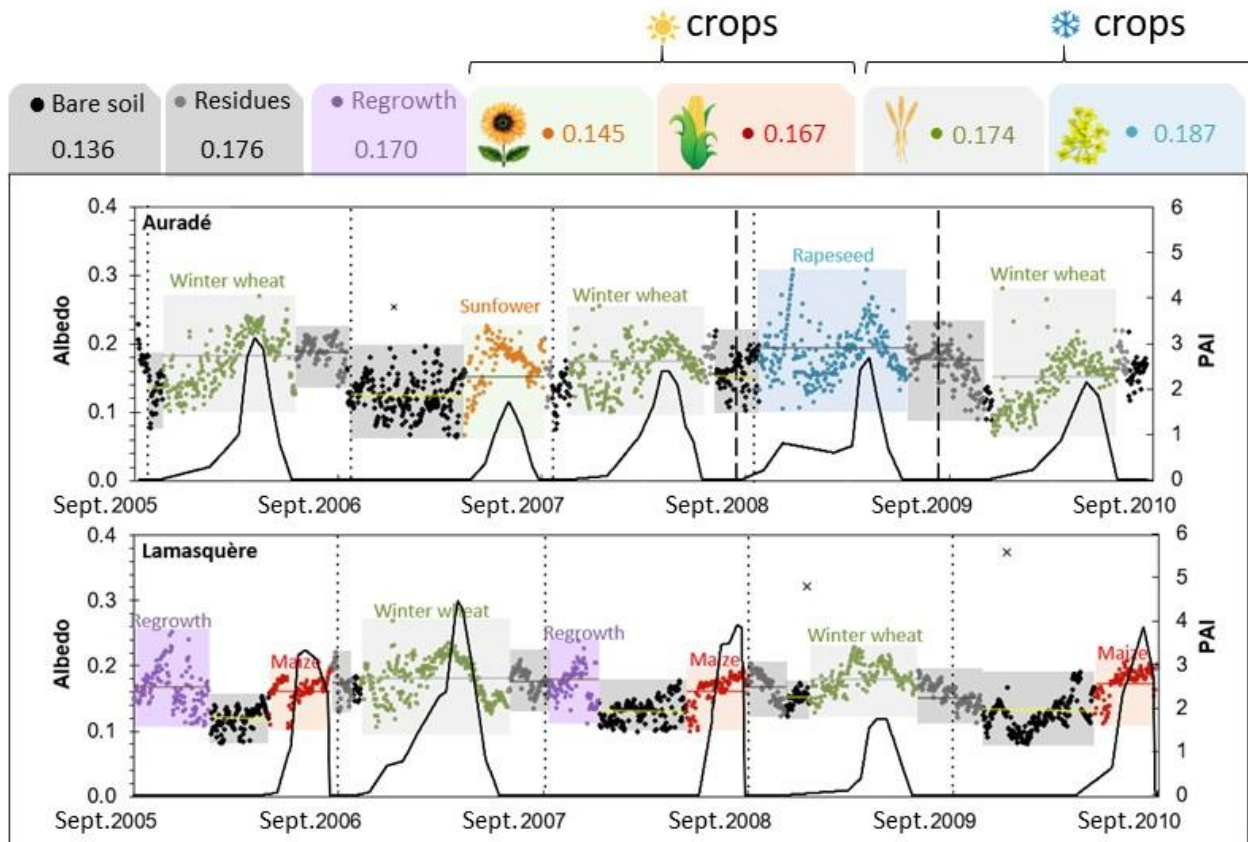 crops crops
Bare soil Residues Regrowth
0.136 0.176 0.170 0.145 0.167 0.174 0.187
0.4 Auradé 6
0.3 Winter wheat Sunfower Winter wheat Rapeseed Winter wheat 5
4
0.2 3
0.1 2
1
0.0 0
Albedo PAI
Sept.2005 Sept.2006 Sept.2007 Sept.2008 Sept.2009 Sept.2010
0.4 Lamasquère 6
5
0.3 Regrowth Maize Winter wheat Regrowth Maize Winter wheat Maize 4
0.2 3
2
0.1 1
0.0 0
Albedo PAI
Sept.2005 Sept.2006 Sept.2007 Sept.2008 Sept.2009 Sept.2010